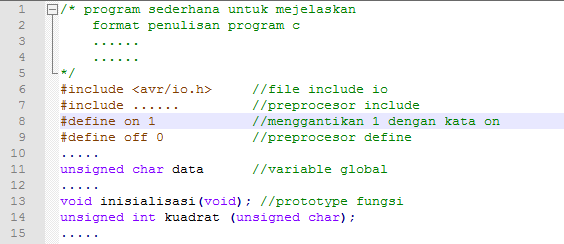 1 /* program sederhana untuk mejelaskan
2 format penulisan program c
3 ......
4 ......
5 */
6 #include <avr/io.h> //file include io
7 #include ...... //preprocesor include
8 #define on 1 //menggantikan 1 dengan kata on
9 #define off 0 //preprocesor define
10 .....
11 unsigned char data //variable global
12 .....
13 void inisialisasi(void); //prototype fungsi
14 unsigned int kuadrat (unsigned char);
15 .....